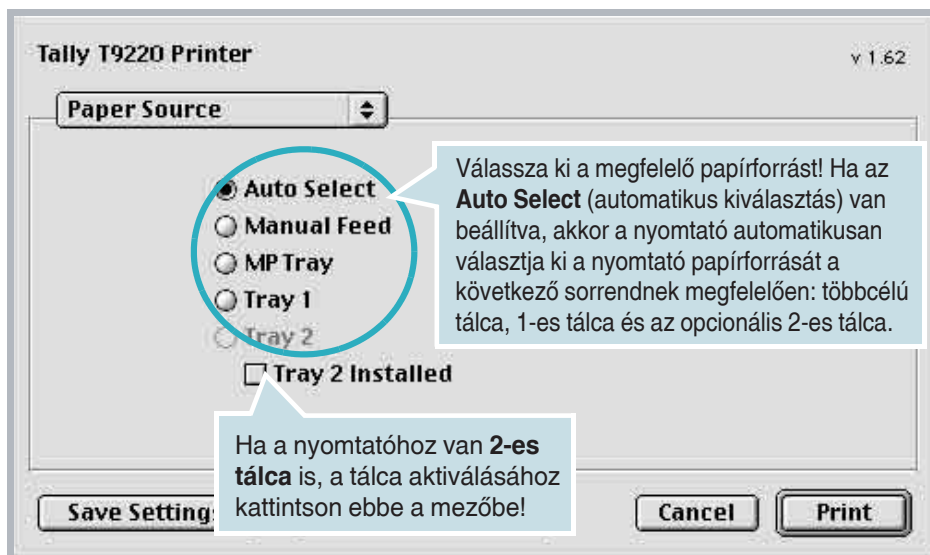 Tally T9220 Printer
v 1.62
Paper Source
Auto Select
Manual Feed
MP Tray
Tray 1
Tray 2
Tray 2 Installed
Válassza ki a megfelelő papírforrást! Ha az
Auto Select (automatikus kiválasztás) van
beállítva, akkor a nyomtató automatikusan
választja ki a nyomtató papírforrását a
következő sorrendnek megfelelően: többcélú
tálca, 1-es tálca és az opcionális 2-es tálca.
Ha a nyomtatóhoz van 2-es
tálca is, a tálca aktiválásához
kattintson ebbe a mezőbe!
Save Setting
Cancel
Print